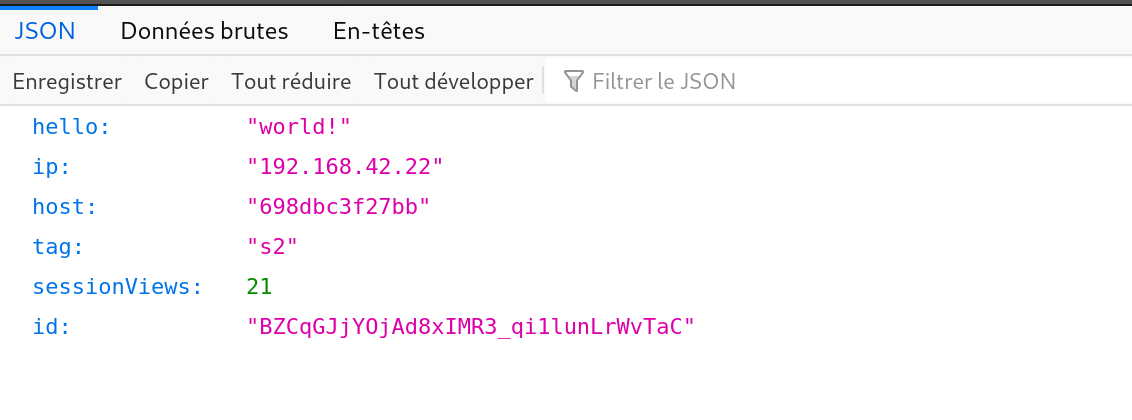 JSON Données brutes En-têtes
Enregistrer Copier Tout réduire Tout développer Filtrer le JSON
hello: "world!"
ip: "192.168.42.22"
host: "698dbc3f27bb"
tag: "s2"
sessionViews: 21
id: "BZCqGJjYOjAd8xIMR3_qi1lunLrWvTaC"